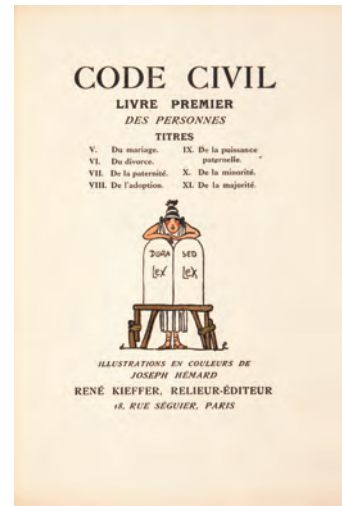 CODE CIVIL
LIVRE PREMIER
DES PERSONNES
TITRES
V. Du mariage.
VI. Du divorce.
VII. De la paternité.
VIII. De l'adoption.
IX. De la puissance
paternelle.
X. De la minorité.
XI. De la majorité.
DURA
LEX
SED
LEX
ILLUSTRATIONS EN COULEURS DE
JOSEPH HÉMARD
RENÉ KIEFFER, RELIEUR-ÉDITEUR
18, RUE SÉGUIER, PARIS